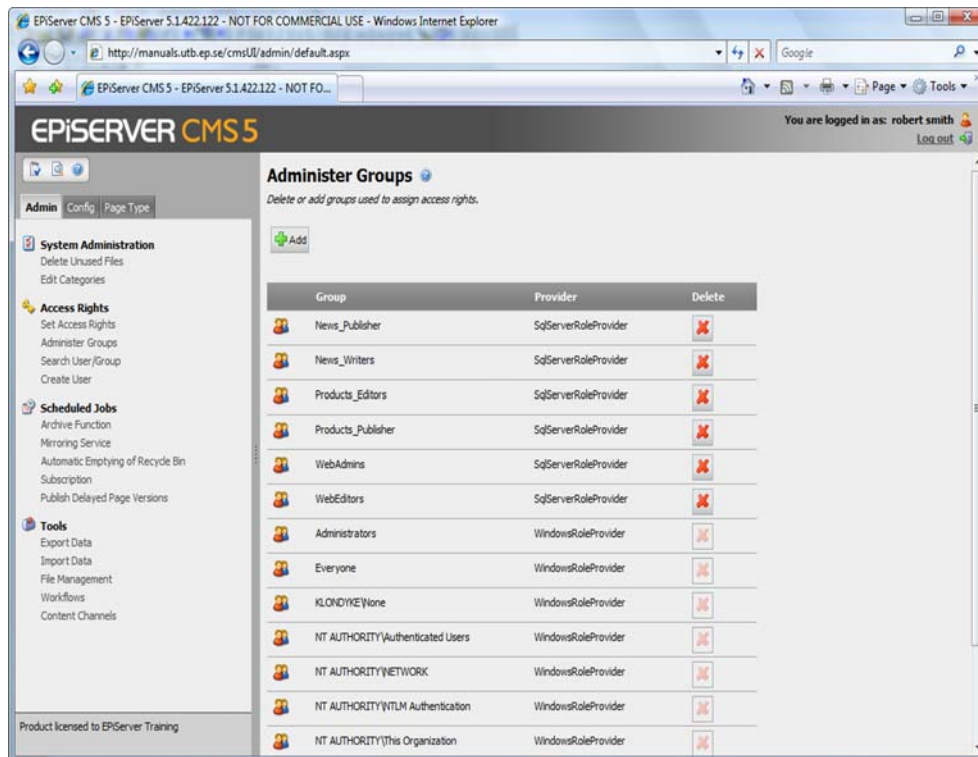 EPiServer CMS 5 - EPiServer 5.1.422.122 - NOT FOR COMMERCIAL USE - Windows Internet Explorer
http://manuals.utb.ep.se/cmsUI/admin/default.aspx
Google
EPiServer CMS 5 - EPiServer 5.1.422.122 - NOT FO...
Page
Tools
EPiSERVER CMS 5
You are logged in as: robert smith
Log out
Admin Config Page Type
System Administration
Delete Unused Files
Edit Categories
Access Rights
Set Access Rights
Administer Groups
Search User/Group
Create User
Scheduled Jobs
Archive Function
Mirroring Service
Automatic Emptying of Recycle Bin
Subscription
Publish Delayed Page Versions
Tools
Export Data
Import Data
File Management
Workflows
Content Channels
Product licensed to EPiServer Training
Administer Groups
Delete or add groups used to assign access rights.
Add
Group Provider Delete
News_Publisher SqlServerRoleProvider
News_Writers SqlServerRoleProvider
Products_Editors SqlServerRoleProvider
Products_Publisher SqlServerRoleProvider
WebAdmins SqlServerRoleProvider
WebEditors SqlServerRoleProvider
Administrators WindowsRoleProvider
Everyone WindowsRoleProvider
KLONDYKE\None WindowsRoleProvider
NT AUTHORITY\Authenticated Users WindowsRoleProvider
NT AUTHORITY\NETWORK WindowsRoleProvider
NT AUTHORITY\NTLM Authentication WindowsRoleProvider
NT AUTHORITY\This Organization WindowsRoleProvider